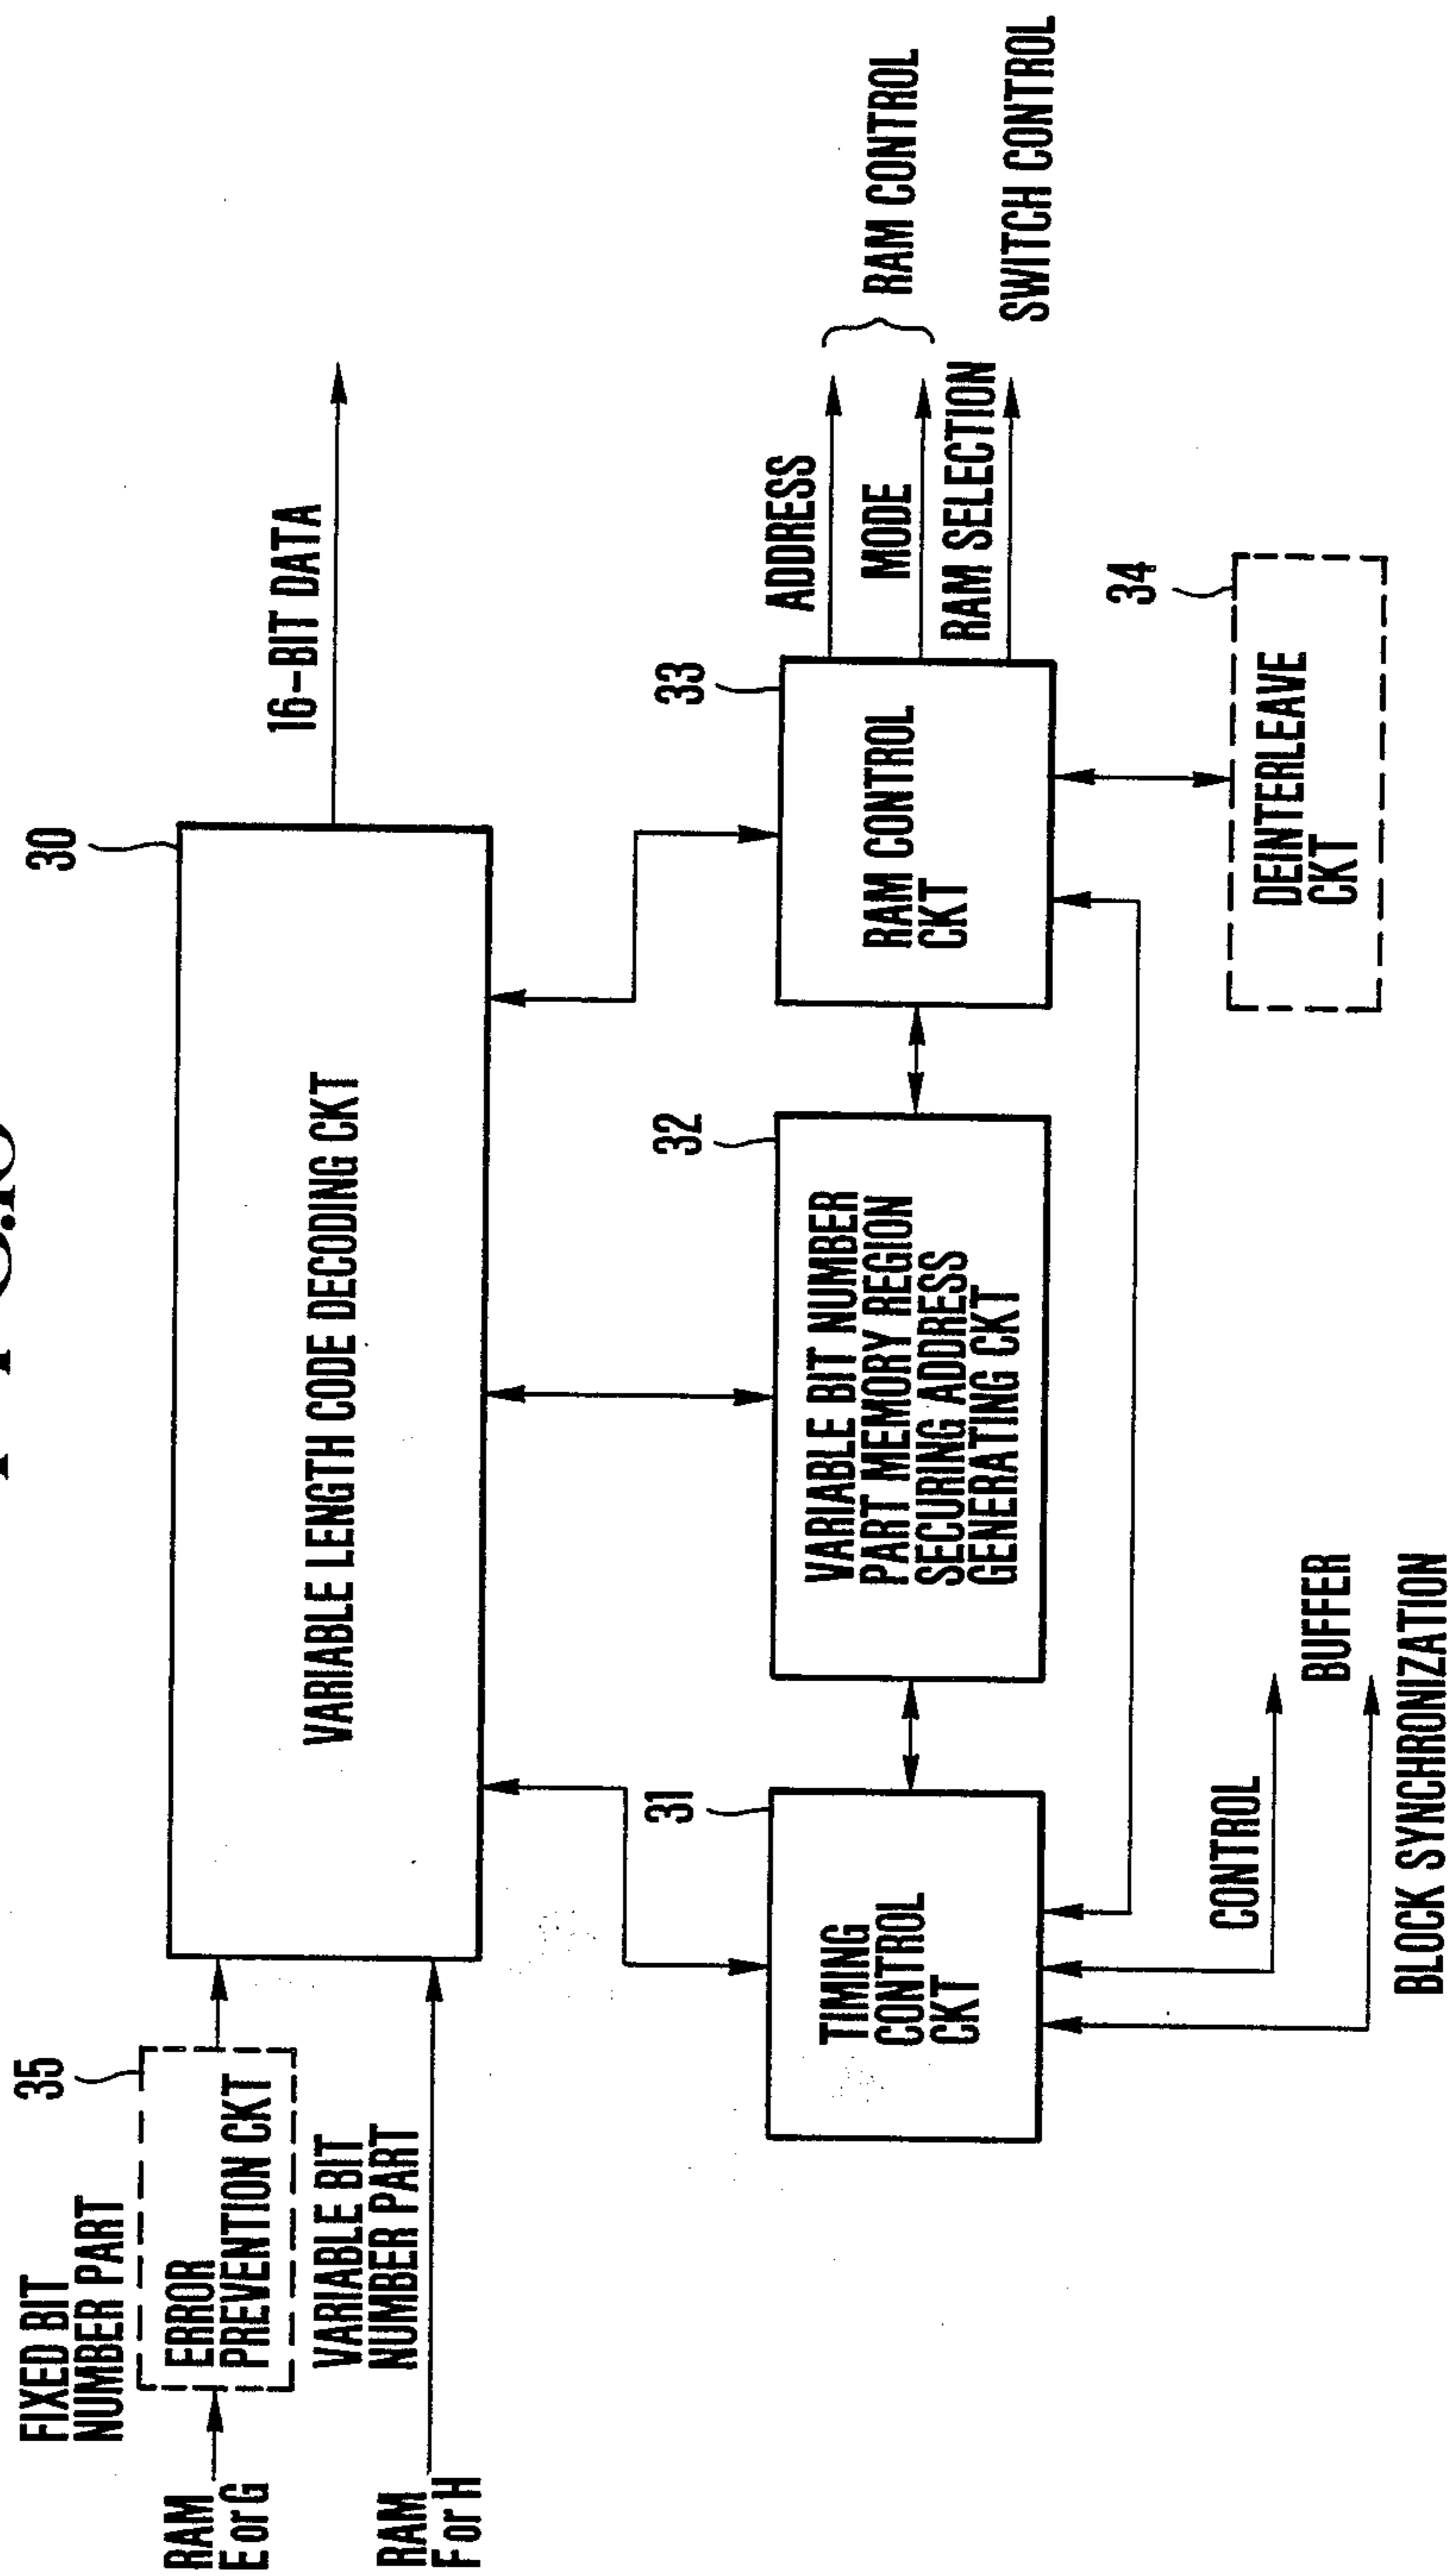 FIXED BIT
NUMBER PART
35
30
RAM
E or G
ERROR
PREVENTION CKT
VARIABLE BIT
NUMBER PART
RAM
F or H
VARIABLE LENGTH CODE DECODING CKT
16-BIT DATA
31
TIMING
CONTROL
CKT
32
VARIABLE BIT NUMBER
PART MEMORY REGION
SECURING ADDRESS
GENERATING CKT
33
RAM CONTROL
CKT
ADDRESS
MODE
RAM SELECTION
RAM CONTROL
SWITCH CONTROL
34
DEINTERLEAVE
CKT
CONTROL
BUFFER
BLOCK SYNCHRONIZATION